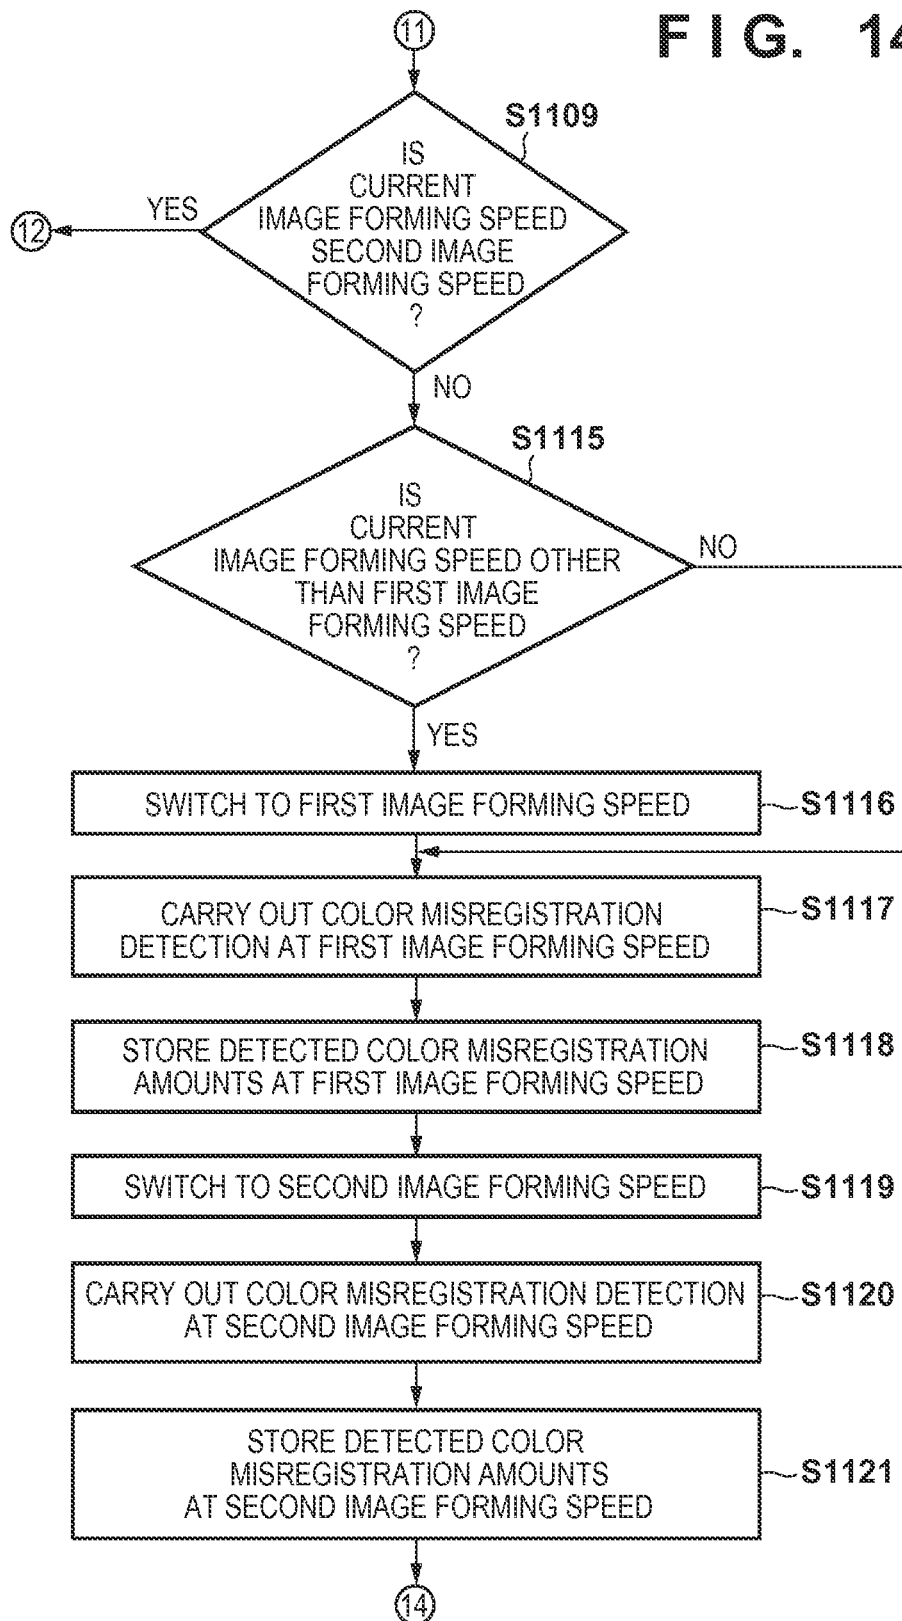 11
FIG. 14
S1109
IS
CURRENT
IMAGE FORMING SPEED
SECOND IMAGE
FORMING SPEED
?
YES
12
NO
S1115
IS
CURRENT
IMAGE FORMING SPEED OTHER
THAN FIRST IMAGE
FORMING SPEED
?
NO
YES
SWITCH TO FIRST IMAGE FORMING SPEED
S1116
CARRY OUT COLOR MISREGISTRATION
DETECTION AT FIRST IMAGE FORMING SPEED
S1117
STORE DETECTED COLOR MISREGISTRATION
AMOUNTS AT FIRST IMAGE FORMING SPEED
S1118
SWITCH TO SECOND IMAGE FORMING SPEED
S1119
CARRY OUT COLOR MISREGISTRATION DETECTION
AT SECOND IMAGE FORMING SPEED
S1120
STORE DETECTED COLOR
MISREGISTRATION AMOUNTS
AT SECOND IMAGE FORMING SPEED
S1121
14